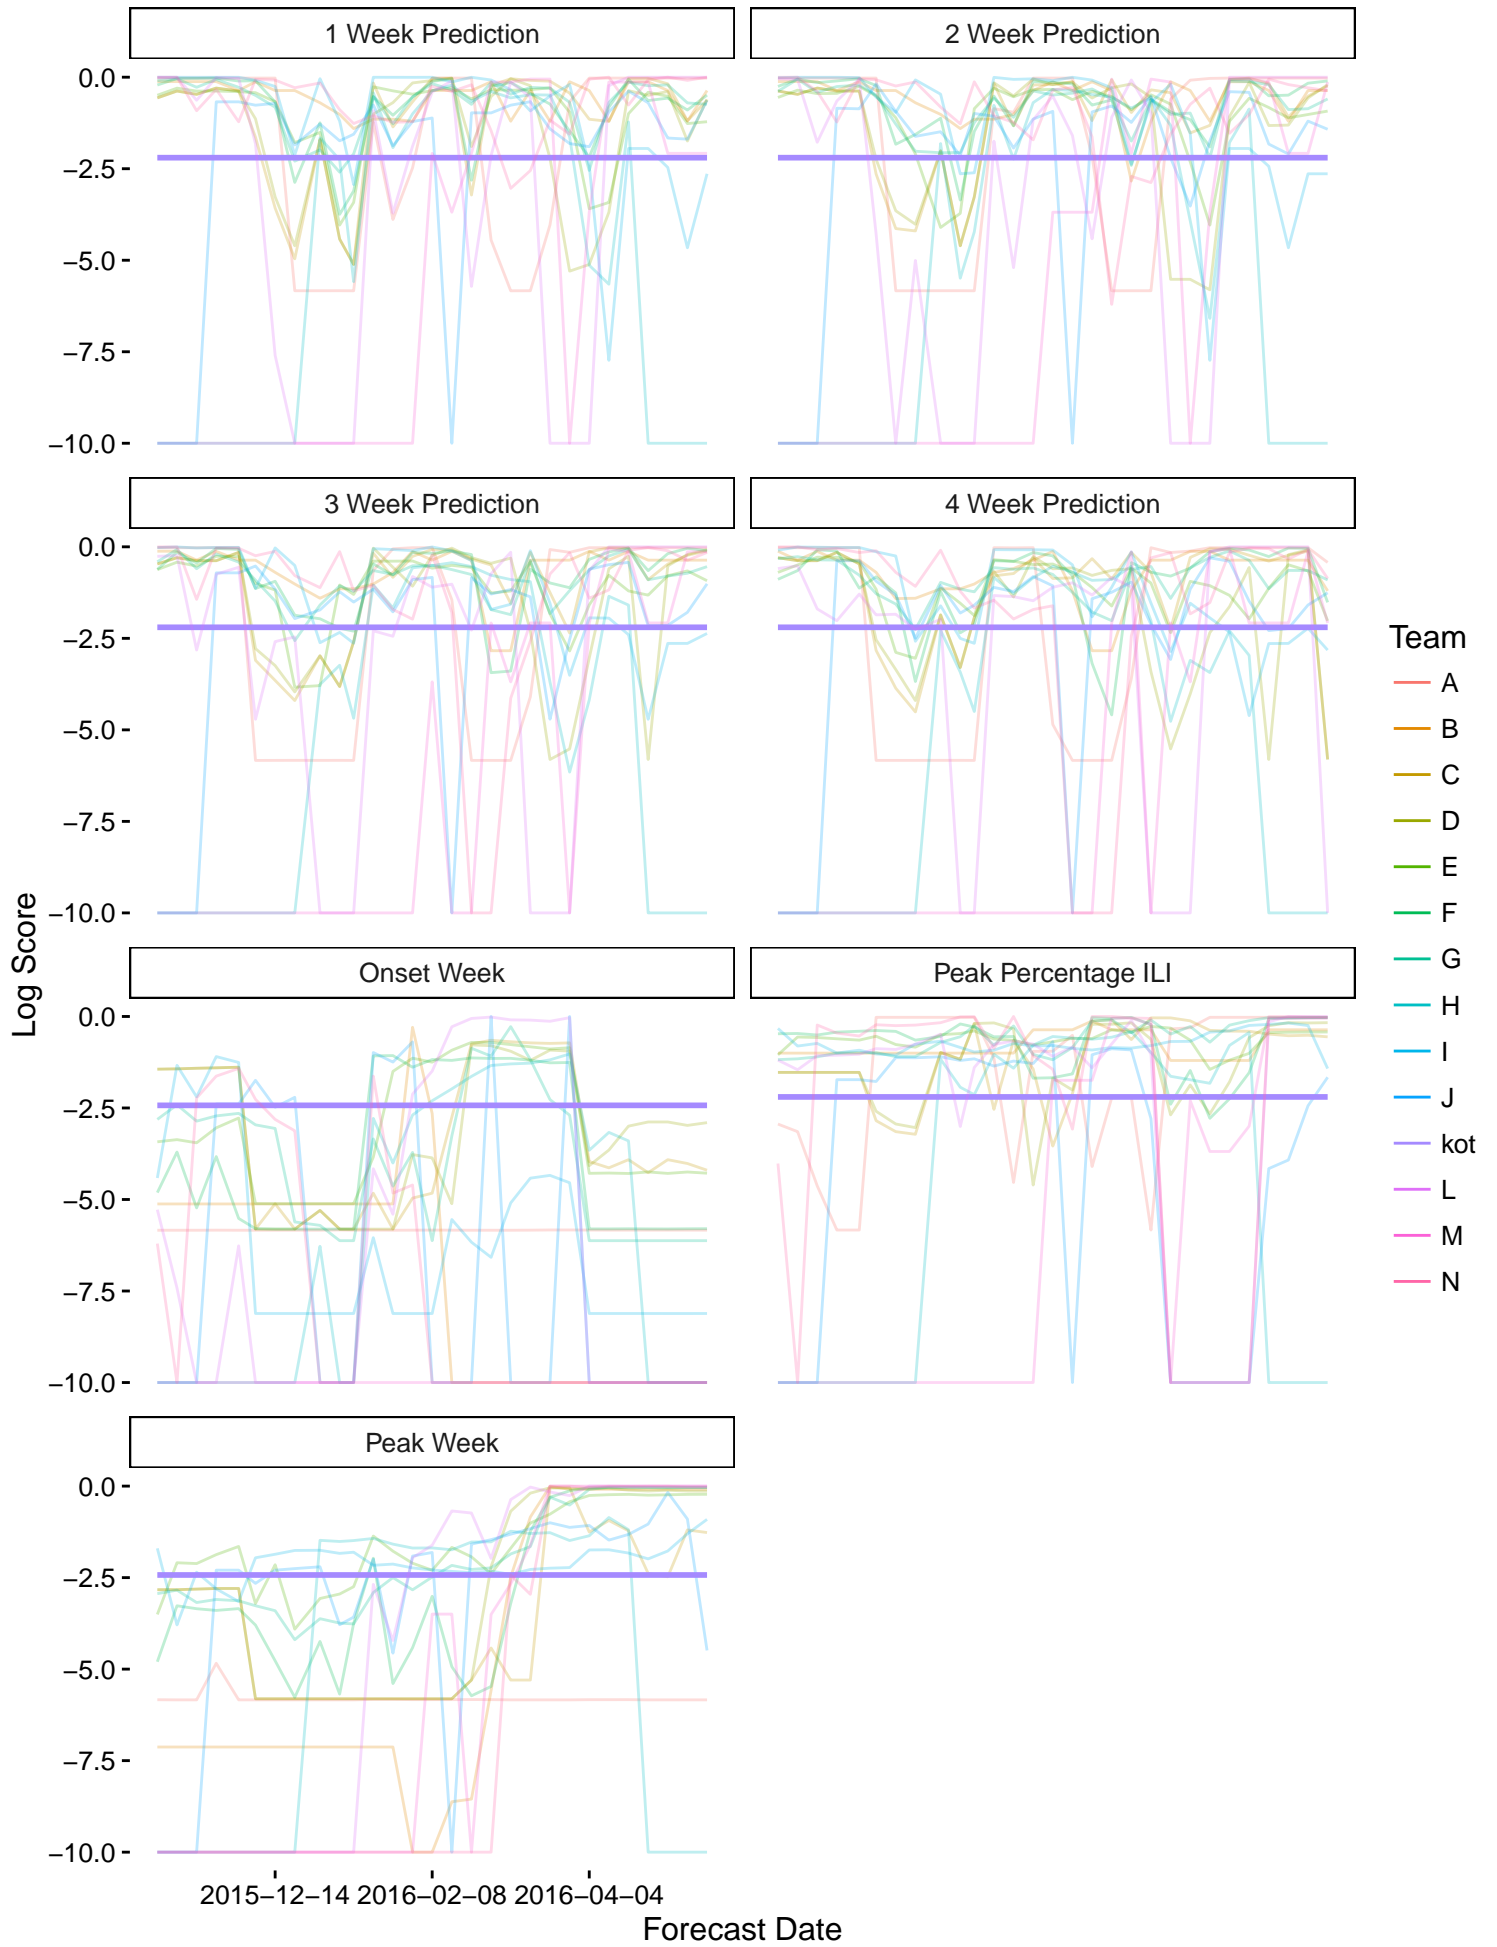 1 Week Prediction
2 Week Prediction
0.0
−2.5
−5.0
−7.5
−10.0
3 Week Prediction
4 Week Prediction
0.0
−2.5
−5.0
−7.5
−10.0
Onset Week
Peak Percentage ILI
0.0
−2.5
−5.0
−7.5
−10.0
Peak Week
0.0
−2.5
−5.0
−7.5
−10.0
2015−12−14
2016−02−08
2016−04−04
Forecast Date
Log Score
Team
A
B
C
D
E
F
G
H
I
J
kot
L
M
N